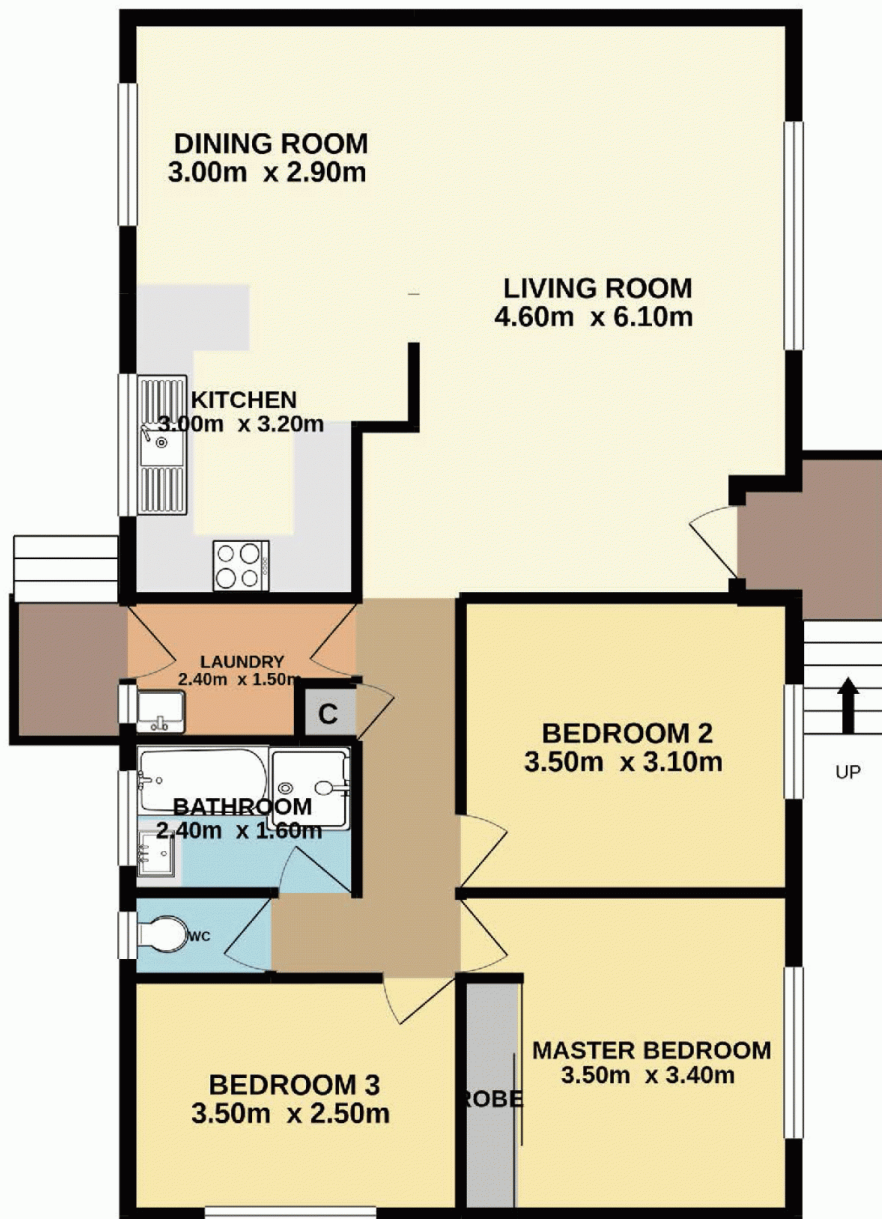 DINING ROOM
3.00m x 2.90m
LIVING ROOM
4.60m x 6.10m
KITCHEN
3.00m x 3.20m
LAUNDRY
2.40m x 1.50m
C
BEDROOM 2
3.50m x 3.10m
UP
BATHROOM
2.40m x 1.60m
WC
MASTER BEDROOM
3.50m x 3.40m
ROBE
BEDROOM 3
3.50m x 2.50m